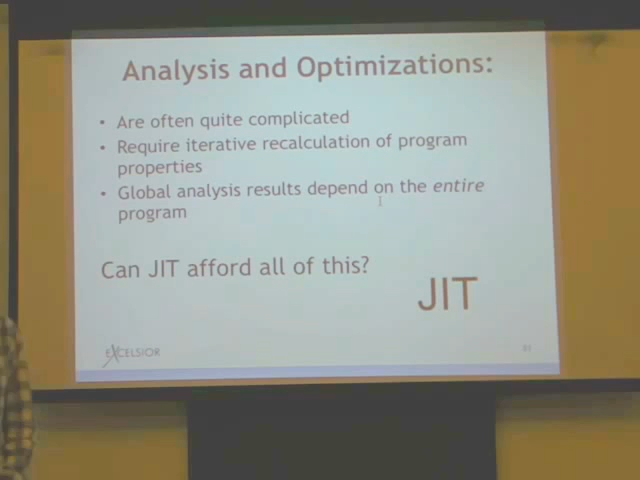 Analysis and Optimizations:
• Are often quite complicated
• Require iterative recalculation of program
properties
• Global analysis results depend on the entire
program
Can JIT afford all of this?
JIT
EXCELSIOR